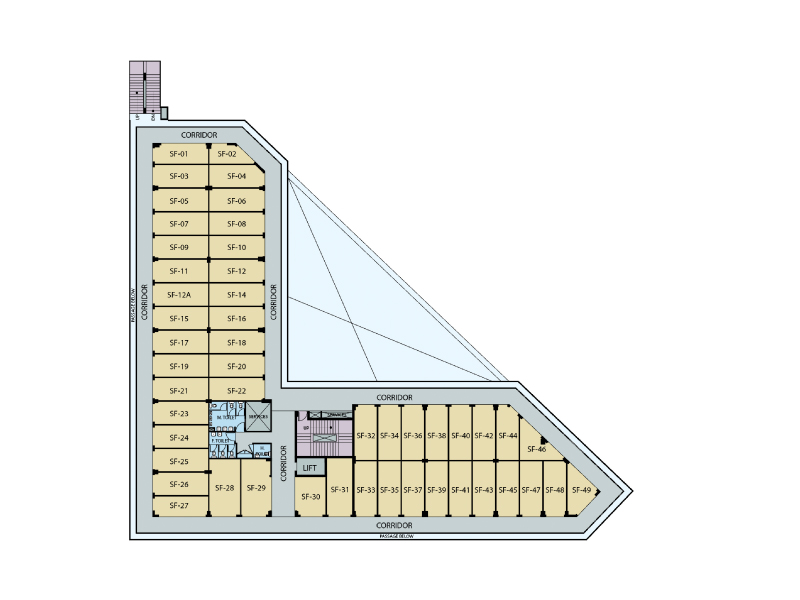 UP
DN
CORRIDOR
SF-01
SF-02
SF-03
SF-04
SF-05
SF-06
SF-07
SF-08
SF-09
SF-10
SF-11
SF-12
SF-12A
SF-14
CORRIDOR
CORRIDOR
PASSAGE BELOW
SF-15
SF-16
SF-17
SF-18
SF-19
SF-20
SF-21
SF-22
CORRIDOR
SF-23
M. TOILET
SERVICES
UP
SERVICES
SF-24
F. TOILET
SF-32
SF-34
SF-36
SF-38
SF-40
SF-42
SF-44
SF-46
SF-25
TOILET
CORRIDOR
LIFT
SF-26
SF-27
SF-28
SF-29
SF-30
SF-31
SF-33
SF-35
SF-37
SF-39
SF-41
SF-43
SF-45
SF-47
SF-48
SF-49
CORRIDOR
PASSAGE BELOW